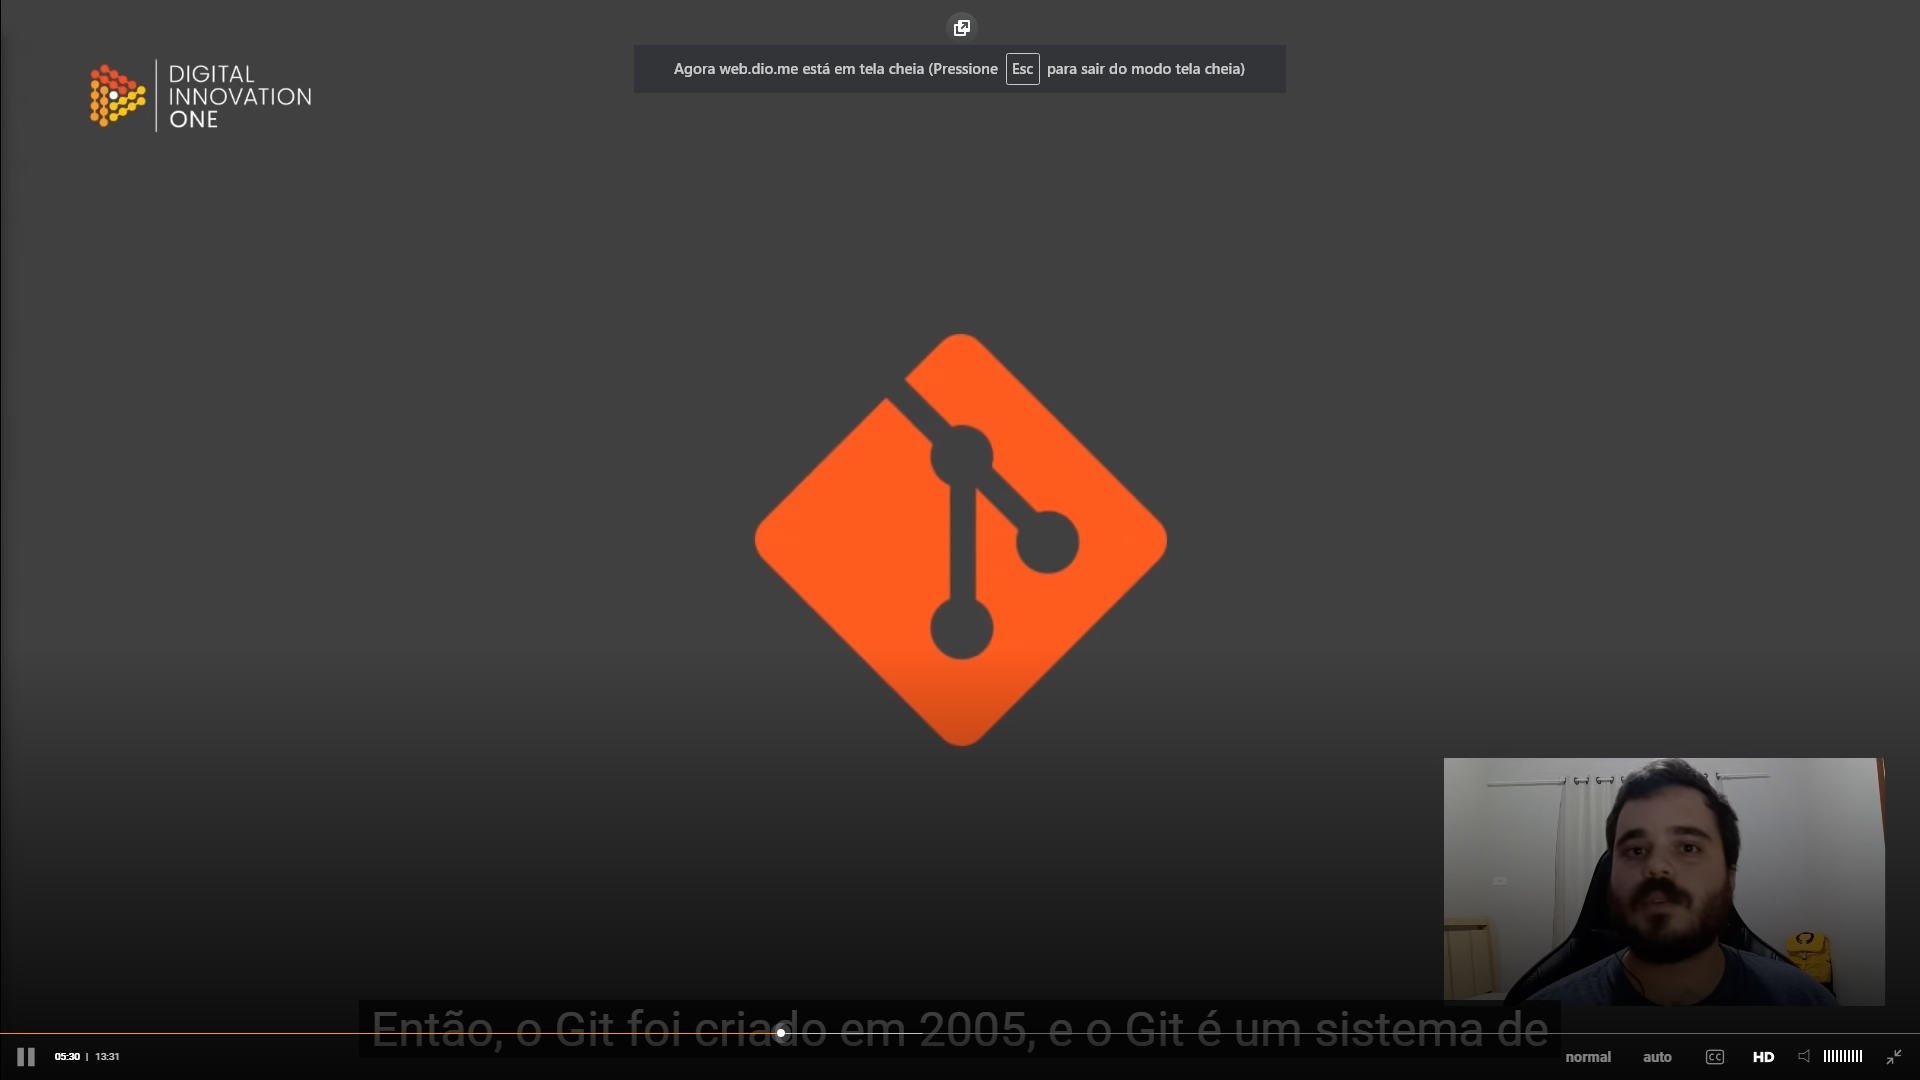 Agora web.dio.me está em tela cheia (Pressione Esc para sair do modo tela cheia)
DIGITAL
INNOVATION
ONE
Então, o Git foi criado em 2005, e o Git é um sistema de
05:30 | 13:31
normal auto CC HD